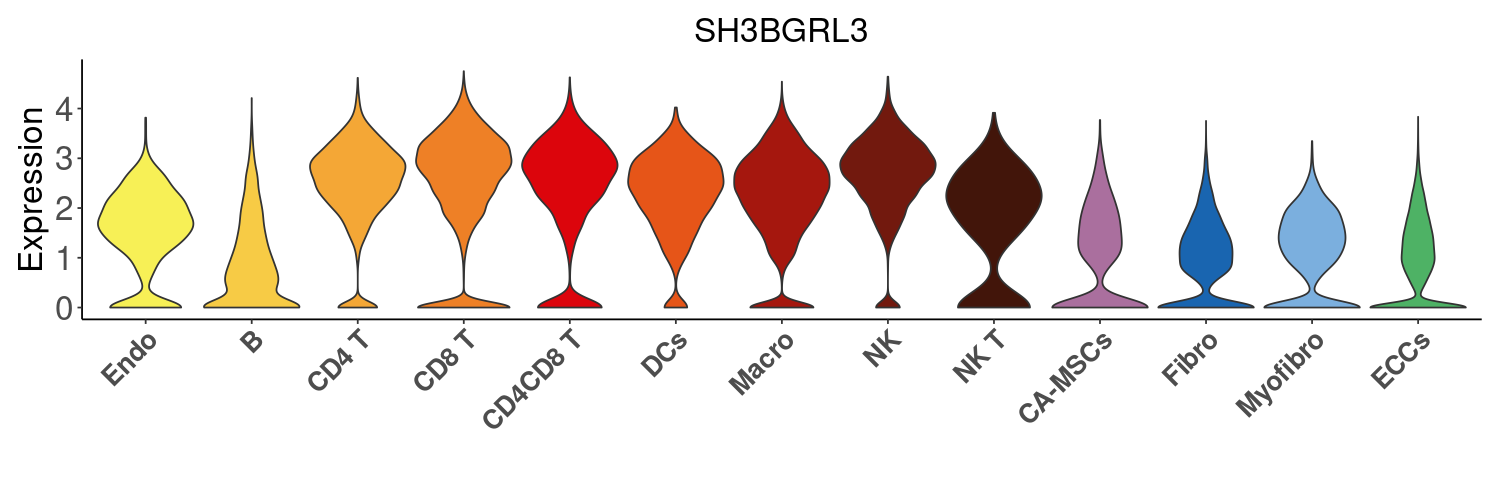 SH3BGRL3
Expression
4
3
2
1
0
Endo
B
CD4 T
CD8 T
CD4CD8 T
DCs
Macro
NK
NK T
CA-MSCs
Fibro
Myofibro
ECCs